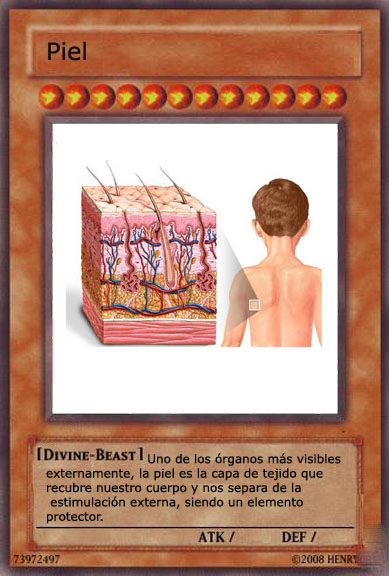 Piel
[DIVINE-BEAST] Uno de los órganos más visibles
externamente, la piel es la capa de tejido que
recubre nuestro cuerpo y nos separa de la
estimulación externa, siendo un elemento
protector.
ATK / DEF /
73972497 ©2008 HENRY